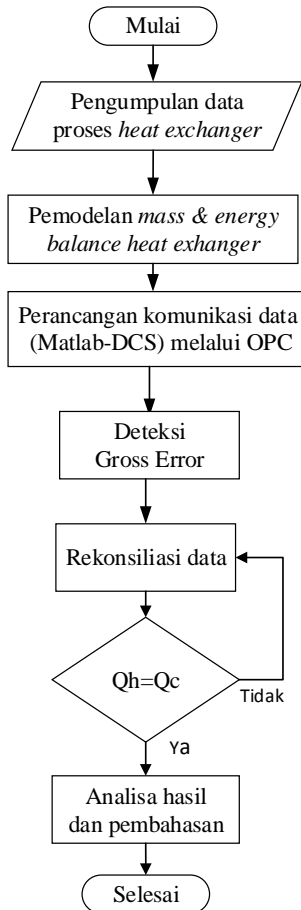 Mulai
Pengumpulan data
proses heat exchanger
Pemodelan mass & energy
balance heat exhanger
Perancangan komunikasi data
(Matlab-DCS) melalui OPC
Deteksi
Gross Error
Rekonsiliasi data
Qh=Qc
Tidak
Ya
Analisa hasil
dan pembahasan
Selesai